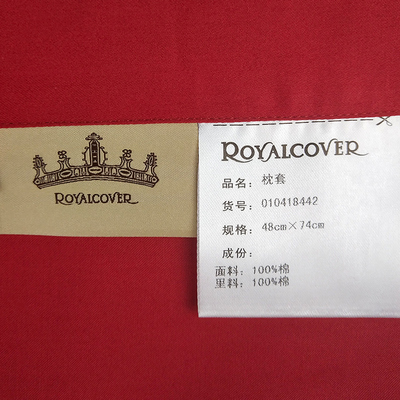 ROYALCOVER
ROYALCOVER
品名: 枕套
货号: 010418442
规格: 48cm×74cm
成份:
面料: 100%棉
里料: 100%棉